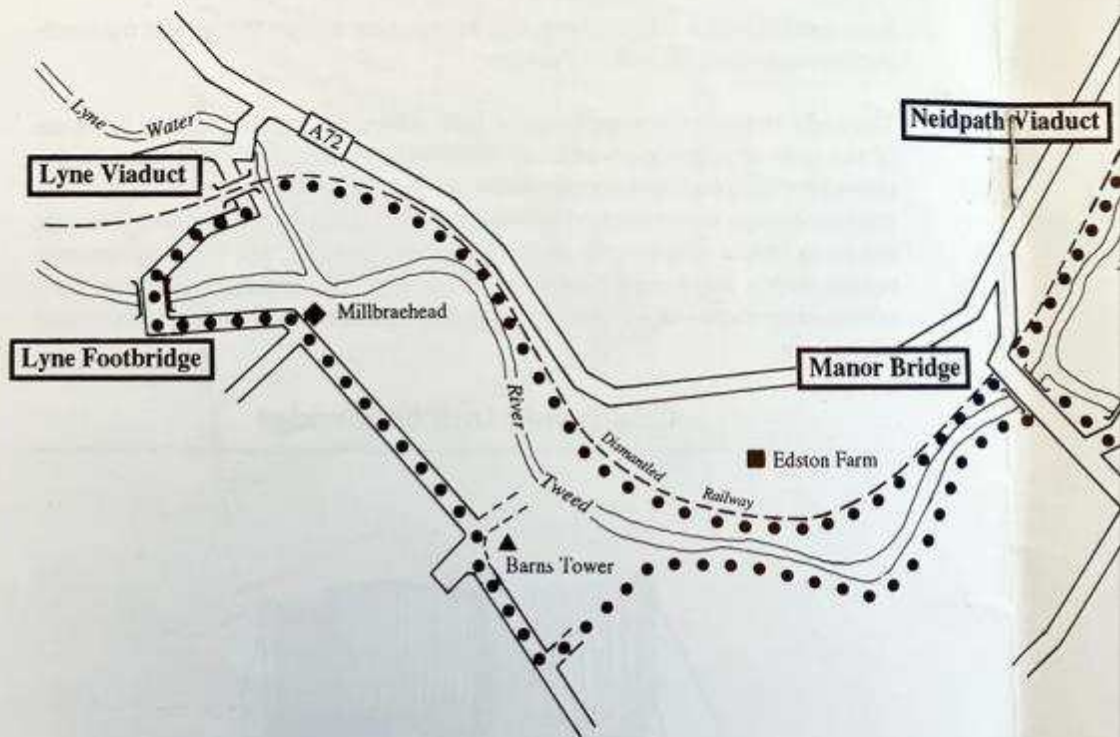 Lyne
Water
A72
Neidpath Viaduct
Lyne Viaduct
Millbraehead
Lyne Footbridge
Manor Bridge
River
Tweed
Dismantled
Railway
Edston Farm
Barns Tower